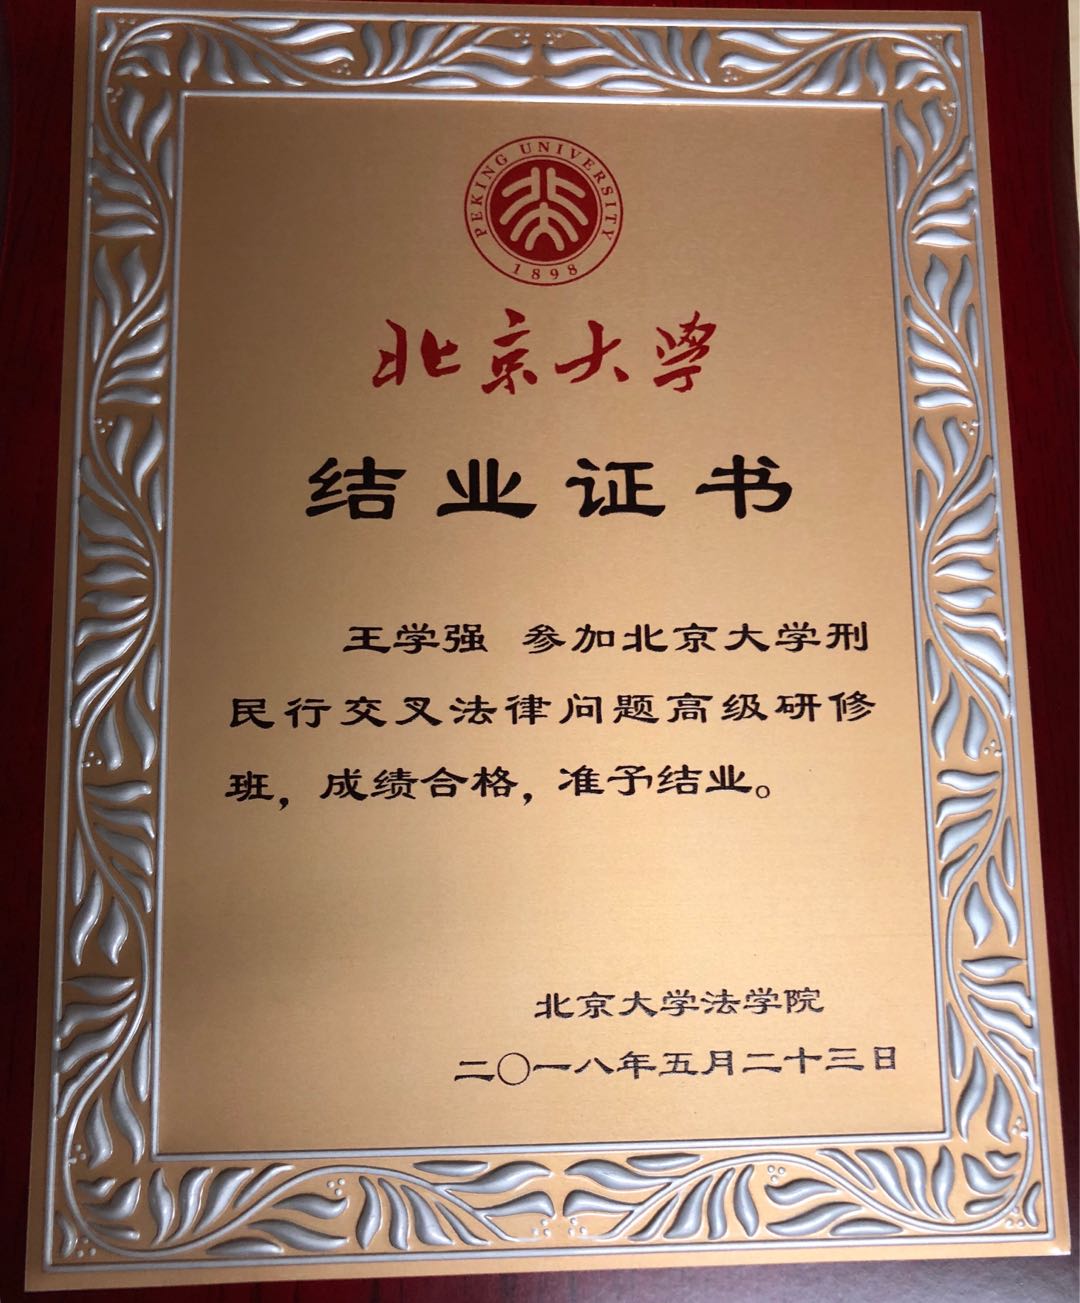 PEKING UNIVERSITY
1898
北京大学
结业证书
王学强 参加北京大学刑
民行交叉法律问题高级研修
班，成绩合格，准予结业。
北京大学法学院
二〇一八年五月二十三日